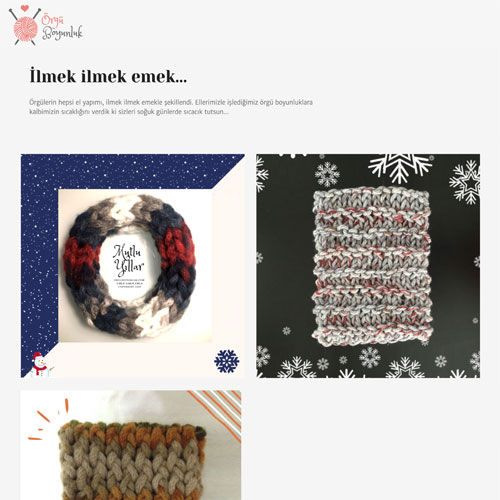 Örgü
Boyunluk
İlmek ilmek emek...
Örgülerin hepsi el yapımı, ilmek ilmek emekle şekillendi. Ellerimizle işlediğimiz örgü boyunluklara
kalbimizin sıcaklığını verdik ki sizleri soğuk günlerde sıcacık tutsun...
Mutlu
Yıllar